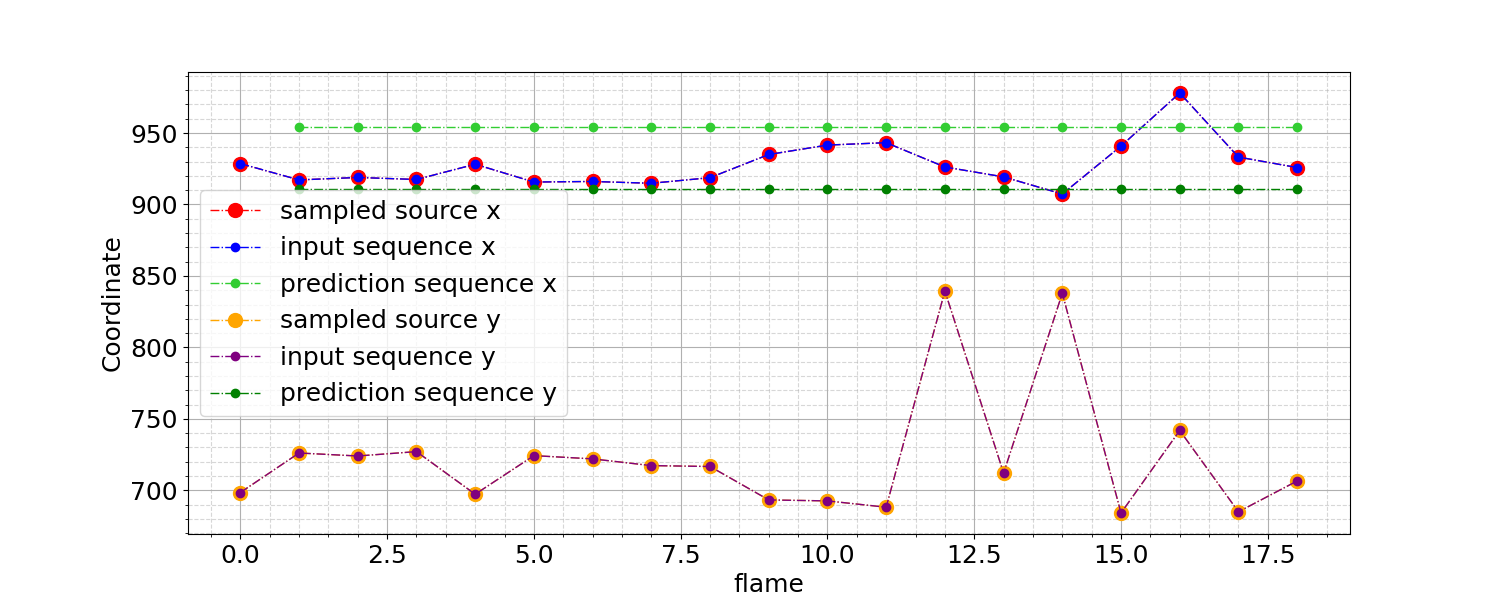 950
900
850
800
750
700
Coordinate
sampled source x
input sequence x
prediction sequence x
sampled source y
input sequence y
prediction sequence y
0.0 2.5 5.0 7.5 10.0 12.5 15.0 17.5
flame